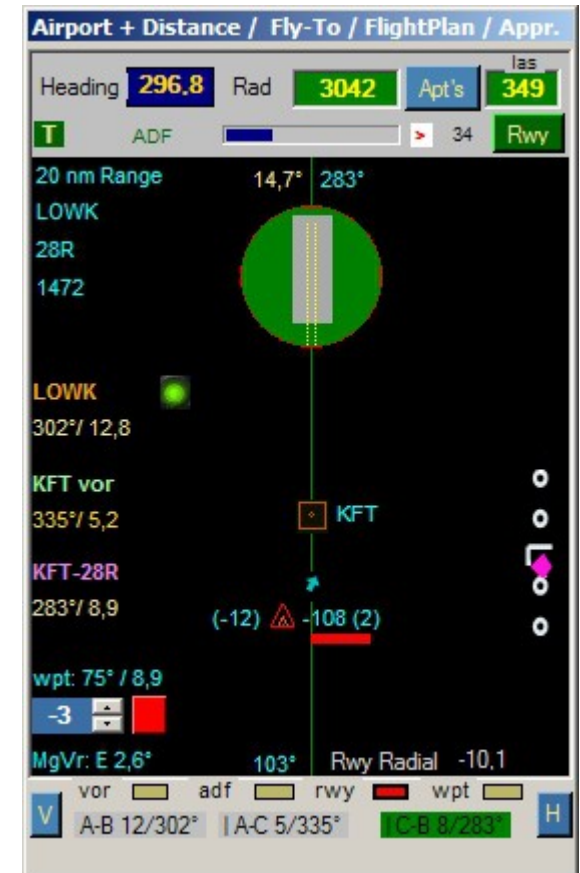 Airport + Distance / Fly-To / FlightPlan / Appr.
Heading 296.8 Rad 3042 Apt's Ias 349
T ADF > 34 Rwy
20 nm Range 14,7° 283°
LOWK
28R
1472
LOWK
302°/ 12,8
KFT vor
335°/ 5,2
KFT
KFT-28R
283°/ 8,9
(-12) -108 (2)
wpt: 75° / 8,9
-3
MgVr: E 2,6° 103° Rwy Radial -10,1
vor adf rwy wpt
V A-B 12/302° | A-C 5/335° | C-B 8/283° H